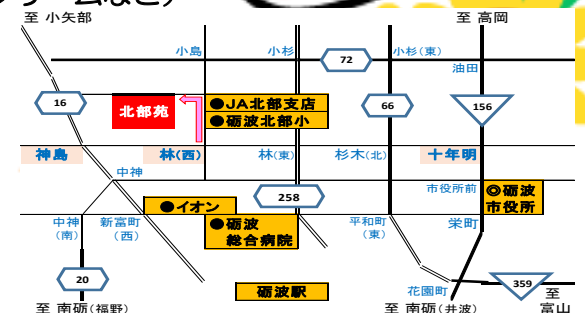 至 小矢部
至 高岡
小島
小杉
小杉(東)
72
油田
16
北部苑
●JA北部支店
●砺波北部小
66
156
神島
林(西)
林(東)
杉木(北)
十年明
中神
市役所前
◎砺波
市役所
●イオン
258
中神
(南)
新富町
(西)
●砺波
総合病院
平和町
(東)
栄町
20
砺波駅
花園町
359
至
富山
至 南砺(福野)
至 南砺(井波)